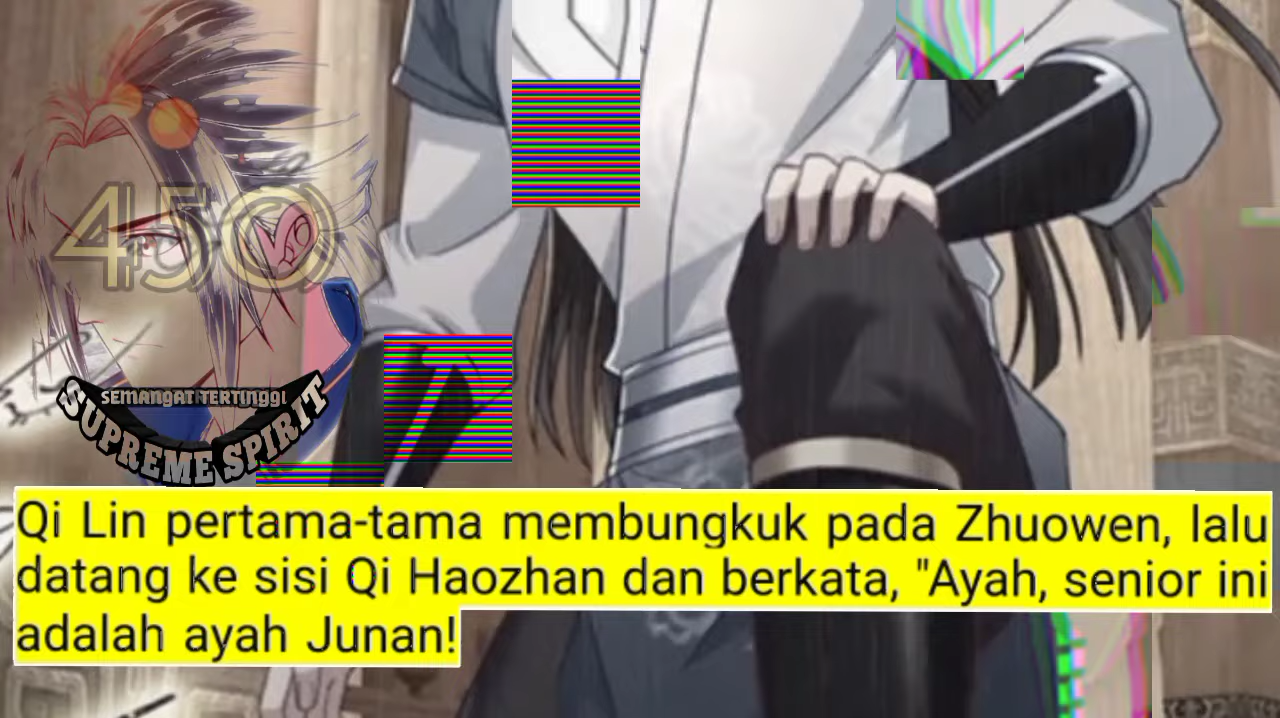 450
SEMANGAT TERTINGGI
SUPREME SPIRIT
Qi Lin pertama-tama membungkuk pada Zhuowen, lalu
datang ke sisi Qi Haozhan dan berkata, "Ayah, senior ini
adalah ayah Junan!